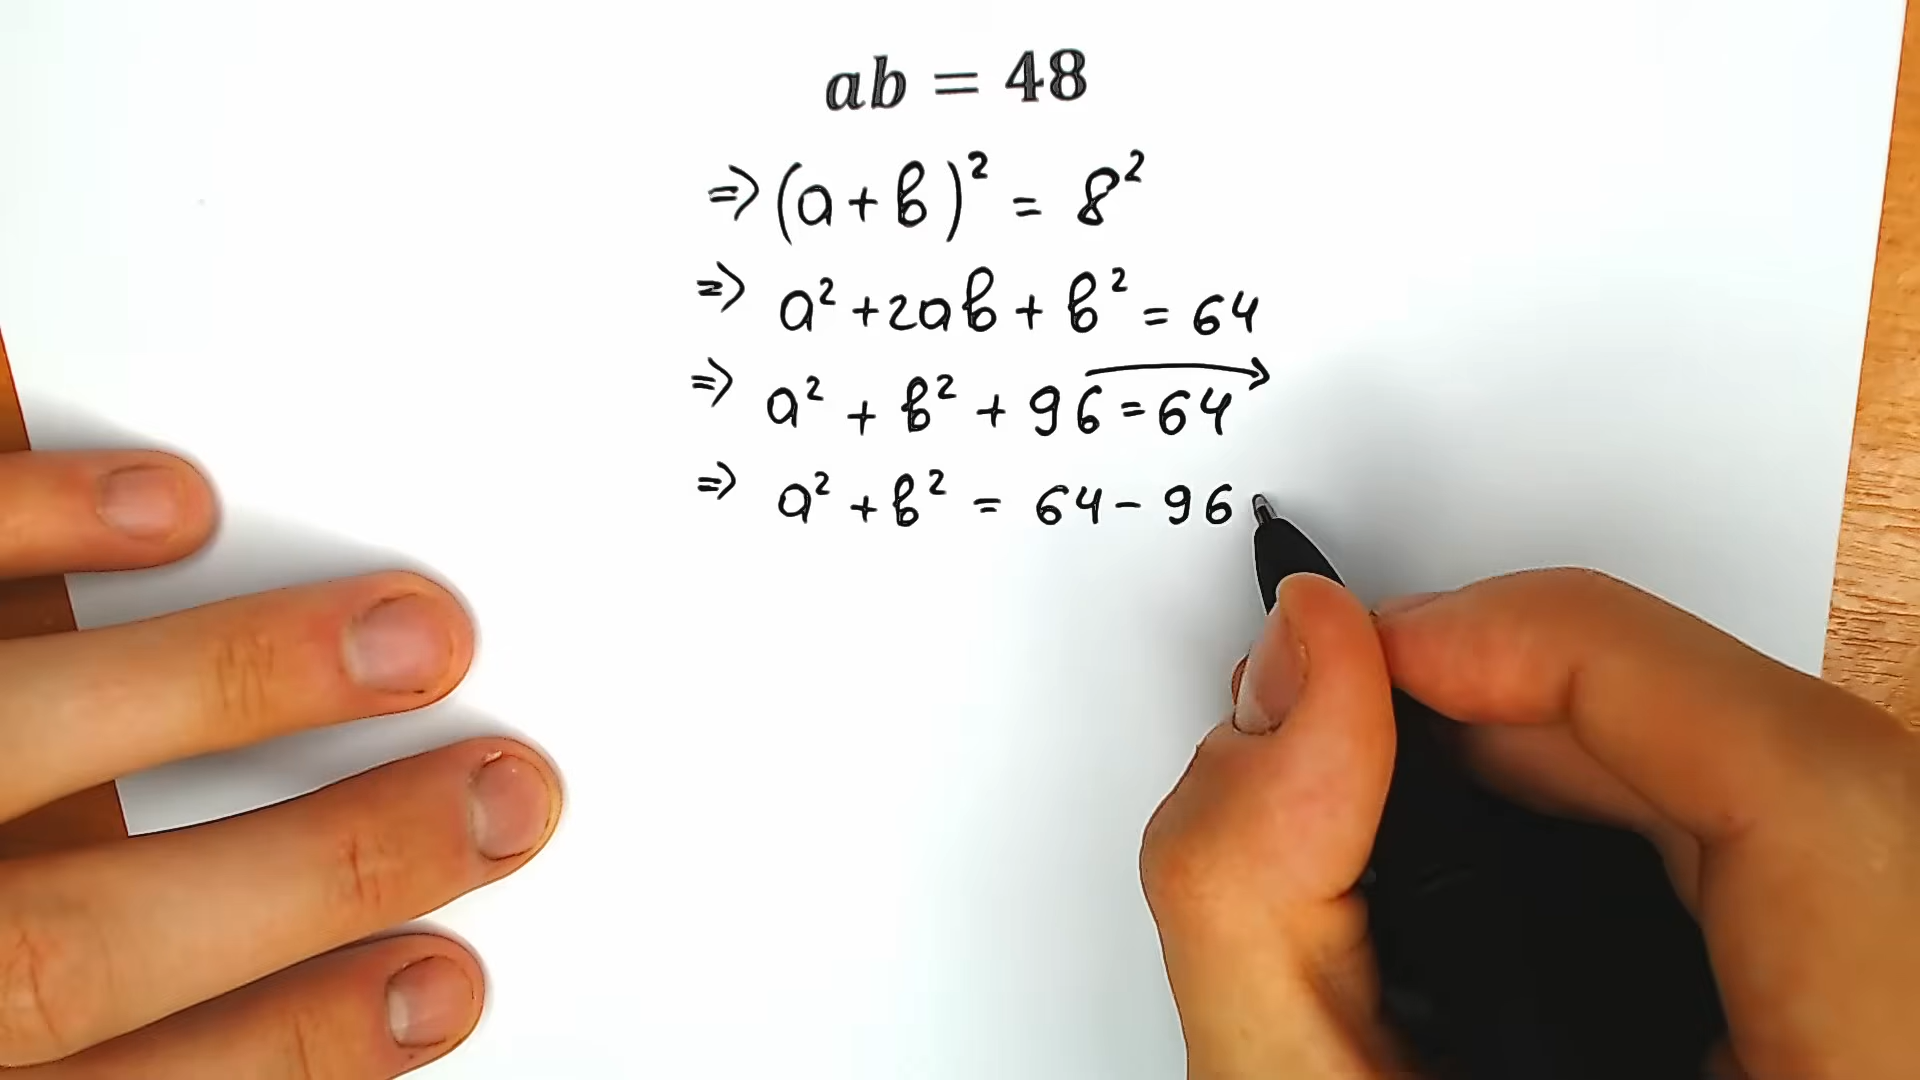 ab = 48
=> (a + b)² = 8²
=> a² + 2ab + b² = 64
=> a² + b² + 96 = 64
=> a² + b² = 64 - 96